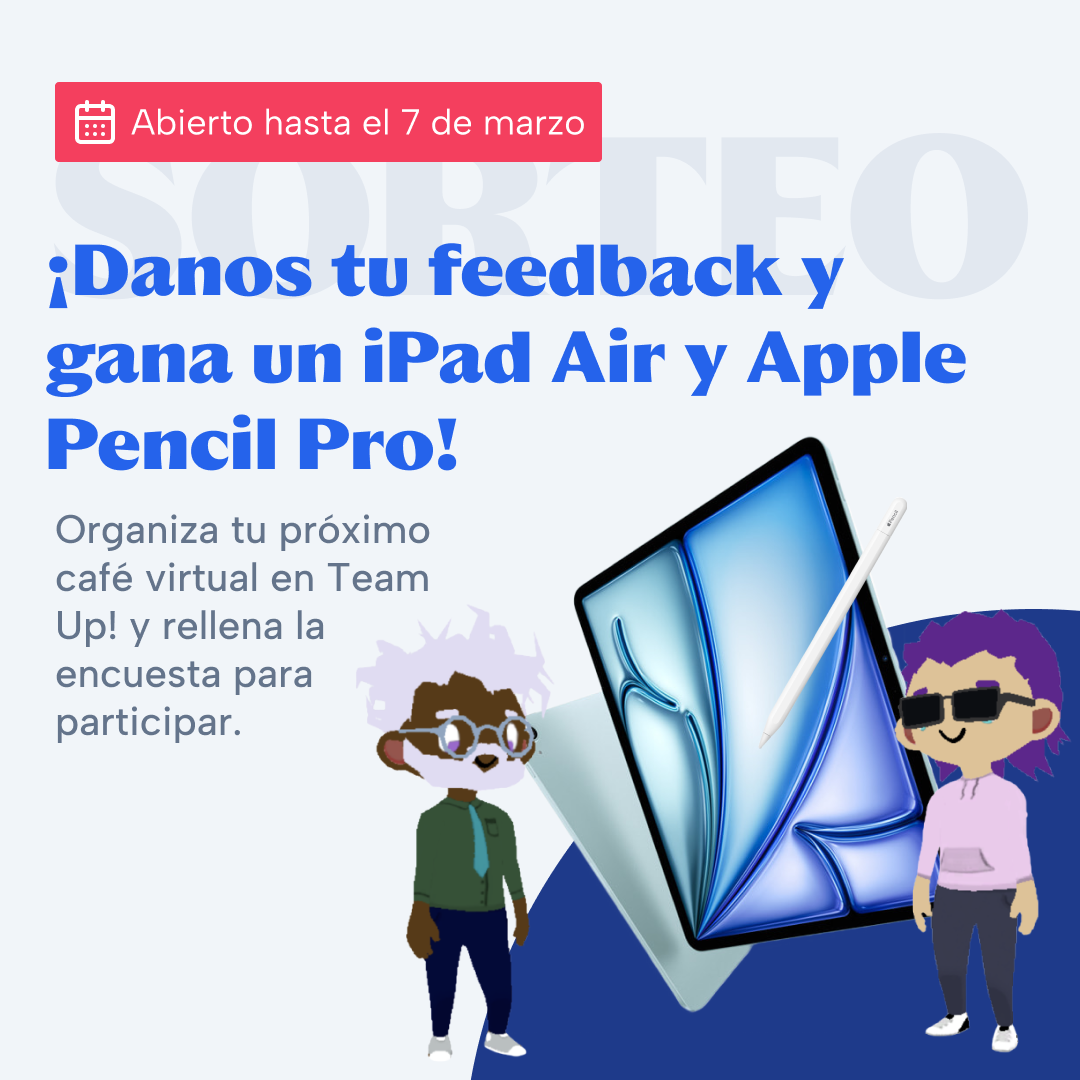 Abierto hasta el 7 de marzo
SORTEO
¡Danos tu feedback y
gana un iPad Air y Apple
Pencil Pro!
Organiza tu próximo
café virtual en Team
Up! y rellena la
encuesta para
participar.
Pencil